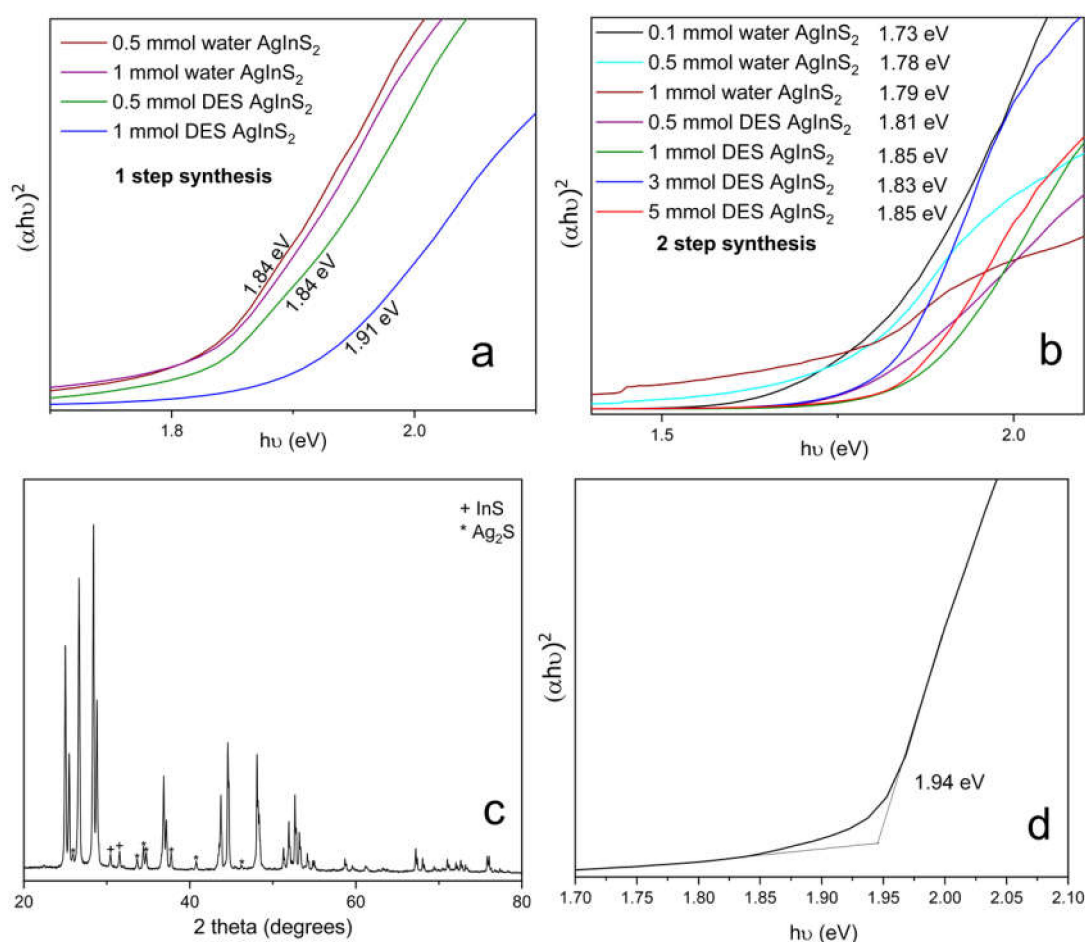 0.5 mmol water AgInS₂
1 mmol water AgInS₂
0.5 mmol DES AgInS₂
1 mmol DES AgInS₂
1 step synthesis
(αhυ)²
1.84 eV
1.84 eV
1.91 eV
a
1.8 2.0
hυ (eV)
0.1 mmol water AgInS₂ 1.73 eV
0.5 mmol water AgInS₂ 1.78 eV
1 mmol water AgInS₂ 1.79 eV
0.5 mmol DES AgInS₂ 1.81 eV
1 mmol DES AgInS₂ 1.85 eV
3 mmol DES AgInS₂ 1.83 eV
5 mmol DES AgInS₂ 1.85 eV
2 step synthesis
(αhυ)²
b
1.5 2.0
hυ (eV)
+ InS
* Ag₂S
c
20 40 60 80
2 theta (degrees)
(αhυ)²
1.94 eV
d
1.70 1.75 1.80 1.85 1.90 1.95 2.00 2.05 2.10
hυ (eV)